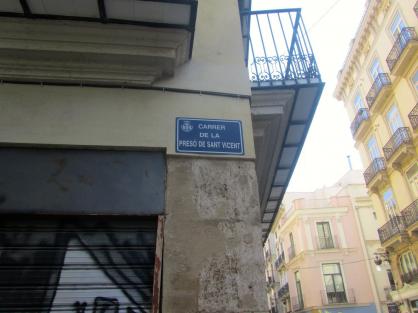 CARRER
DE LA
PRESÓ DE SANT VICENT